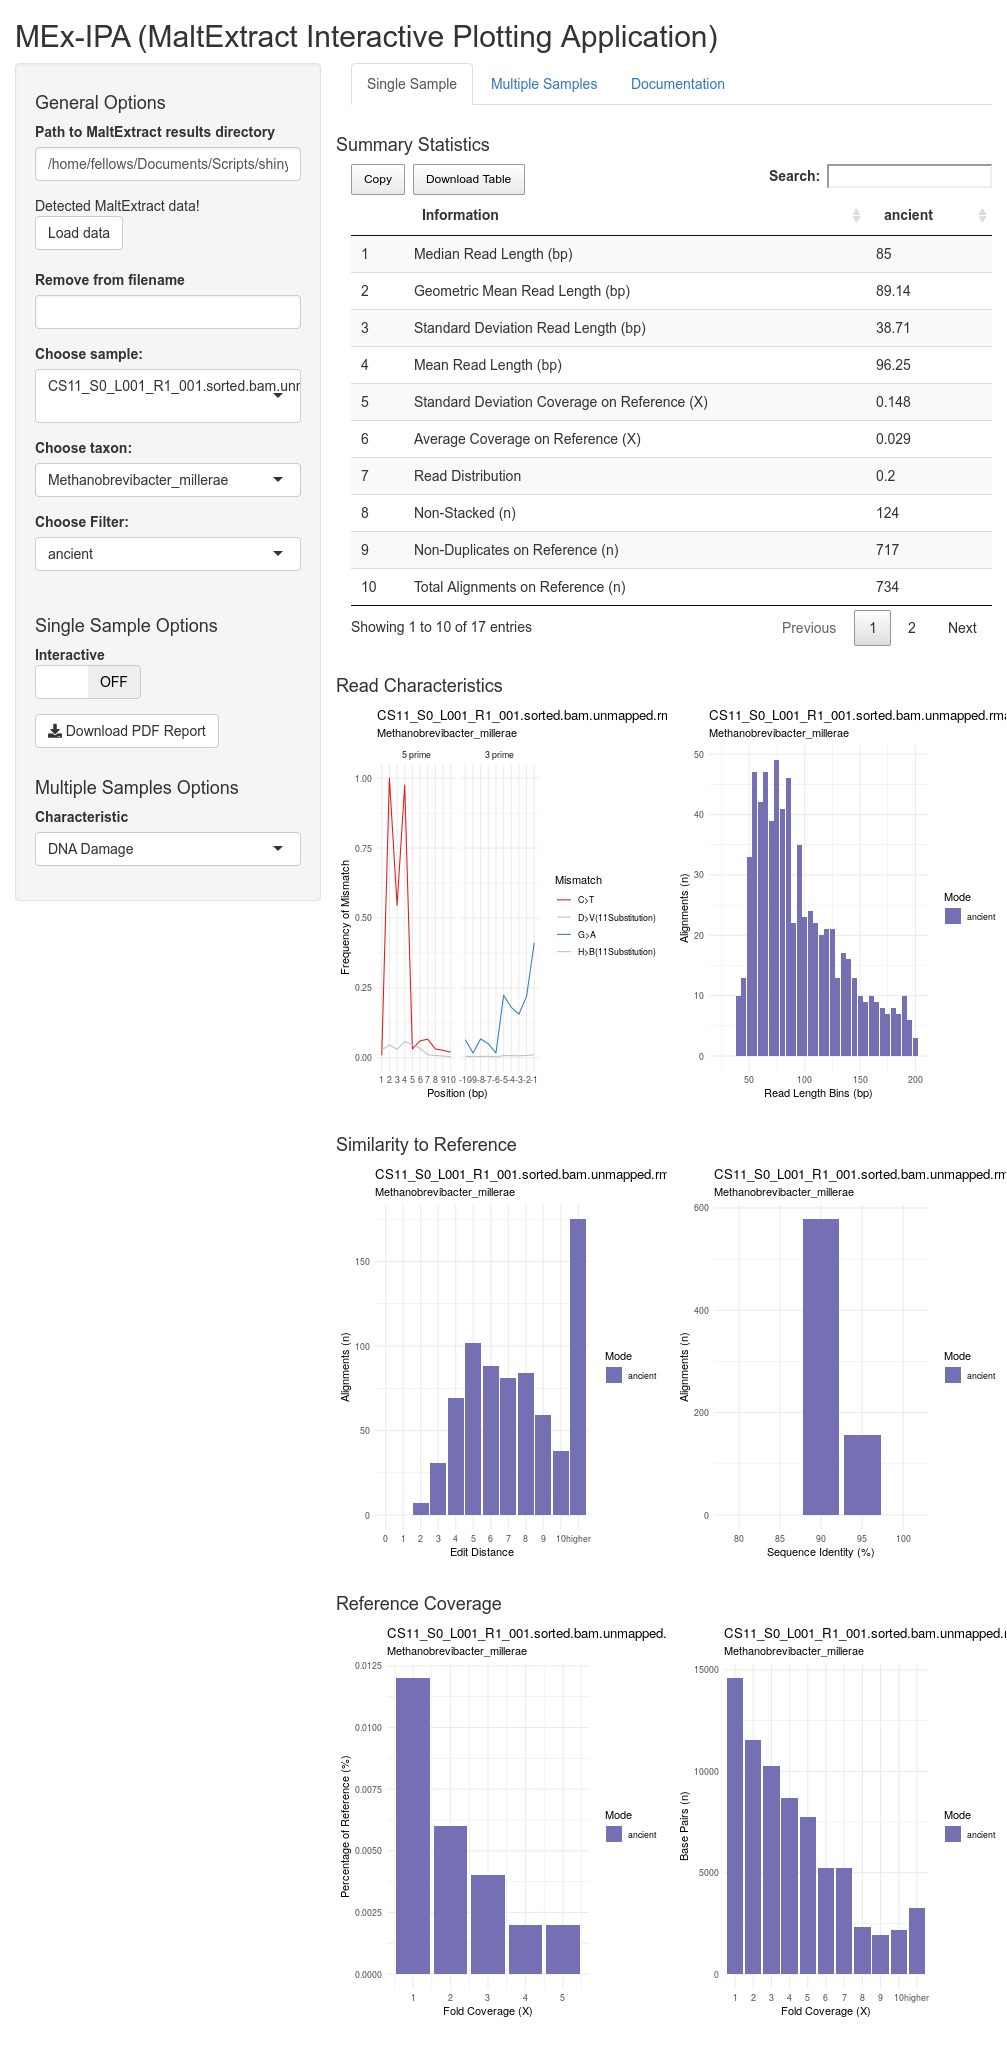 MEx-IPA (MaltExtract Interactive Plotting Application)
General Options
Path to MaltExtract results directory
/home/fellows/Documents/Scripts/shiny
Detected MaltExtract data!
Load data
Remove from filename
Choose sample:
CS11_S0_L001_R1_001.sorted.bam.unr
Choose taxon:
Methanobrevibacter_millerae
Choose Filter:
ancient
Single Sample Options
Interactive
OFF
Download PDF Report
Multiple Samples Options
Characteristic
DNA Damage
Single Sample Multiple Samples Documentation
Summary Statistics
Copy Download Table Search:
Information ancient
1 Median Read Length (bp) 85
2 Geometric Mean Read Length (bp) 89.14
3 Standard Deviation Read Length (bp) 38.71
4 Mean Read Length (bp) 96.25
5 Standard Deviation Coverage on Reference (X) 0.148
6 Average Coverage on Reference (X) 0.029
7 Read Distribution 0.2
8 Non-Stacked (n) 124
9 Non-Duplicates on Reference (n) 717
10 Total Alignments on Reference (n) 734
Showing 1 to 10 of 17 entries Previous 1 2 Next
Read Characteristics
CS11_S0_L001_R1_001.sorted.bam.unmapped.rn
Methanobrevibacter_millerae
5 prime 3 prime
1.00
0.75
0.50
0.25
0.00
Frequency of Mismatch
1 2 3 4 5 6 7 8 9 10 -10-9-8-7-6-5-4-3-2-1
Position (bp)
Mismatch
C>T
D>V(11Substitution)
G>A
H>B(11Substitution)
CS11_S0_L001_R1_001.sorted.bam.unmapped.rma
Methanobrevibacter_millerae
50
40
30
20
10
0
Alignments (n)
50 100 150 200
Read Length Bins (bp)
Mode
ancient
Similarity to Reference
CS11_S0_L001_R1_001.sorted.bam.unmapped.rm
Methanobrevibacter_millerae
150
100
50
0
Alignments (n)
0 1 2 3 4 5 6 7 8 9 10higher
Edit Distance
Mode
ancient
CS11_S0_L001_R1_001.sorted.bam.unmapped.rm
Methanobrevibacter_millerae
600
400
200
0
Alignments (n)
80 85 90 95 100
Sequence Identity (%)
Mode
ancient
Reference Coverage
CS11_S0_L001_R1_001.sorted.bam.unmapped.
Methanobrevibacter_millerae
0.0125
0.0100
0.0075
0.0050
0.0025
0.0000
Percentage of Reference (%)
1 2 3 4 5
Fold Coverage (X)
Mode
ancient
CS11_S0_L001_R1_001.sorted.bam.unmapped.r
Methanobrevibacter_millerae
15000
10000
5000
0
Base Pairs (n)
1 2 3 4 5 6 7 8 9 10higher
Fold Coverage (X)
Mode
ancient